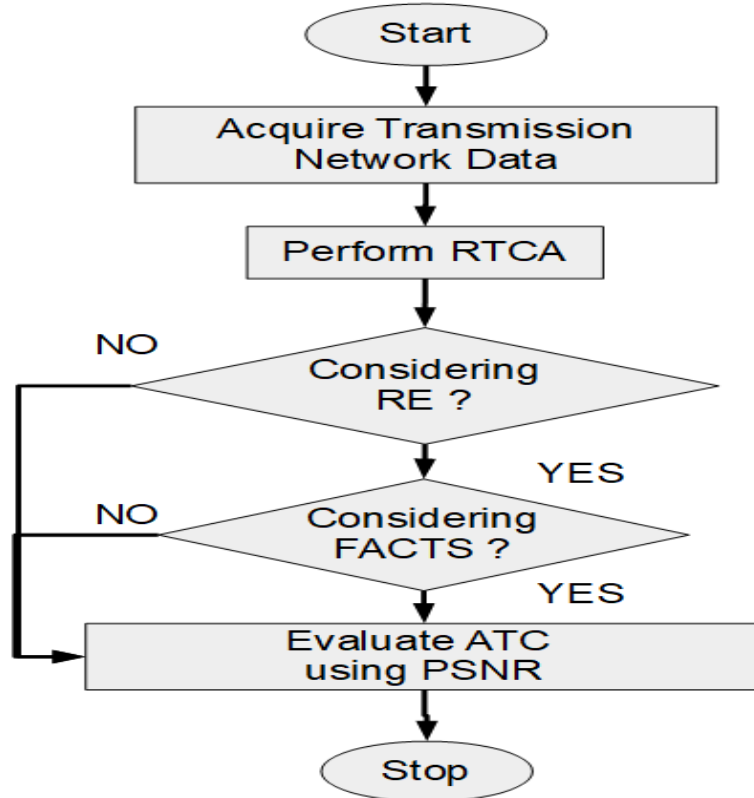 Start
Acquire Transmission
Network Data
Perform RTCA
NO
Considering
RE ?
YES
NO
Considering
FACTS ?
YES
Evaluate ATC
using PSNR
Stop